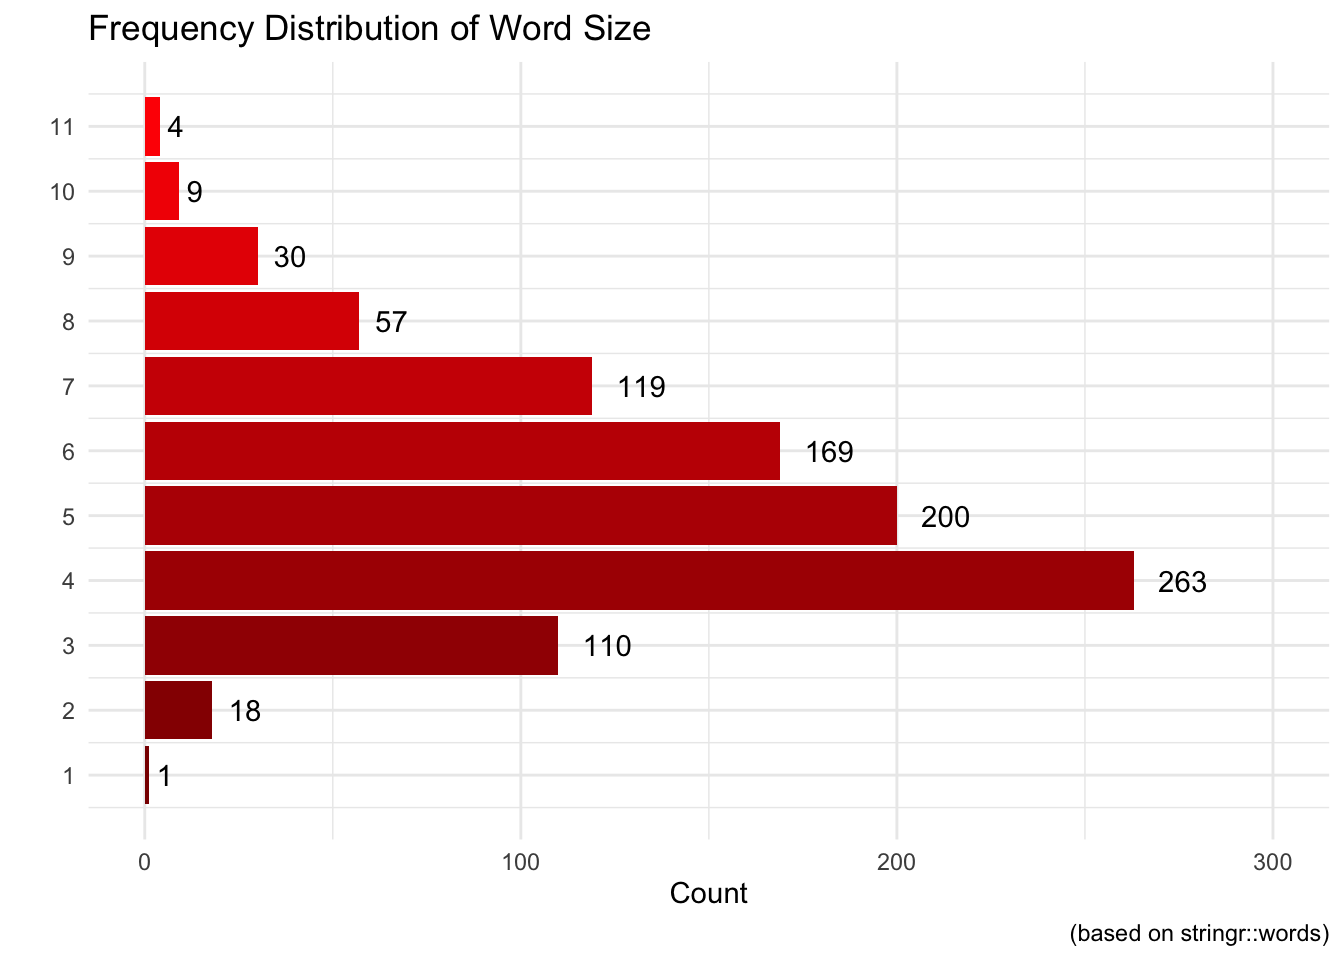 Frequency Distribution of Word Size
11 4
10 9
9 30
8 57
7 119
6 169
5 200
4 263
3 110
2 18
1 1
0 100 200 300
Count
(based on stringr::words)